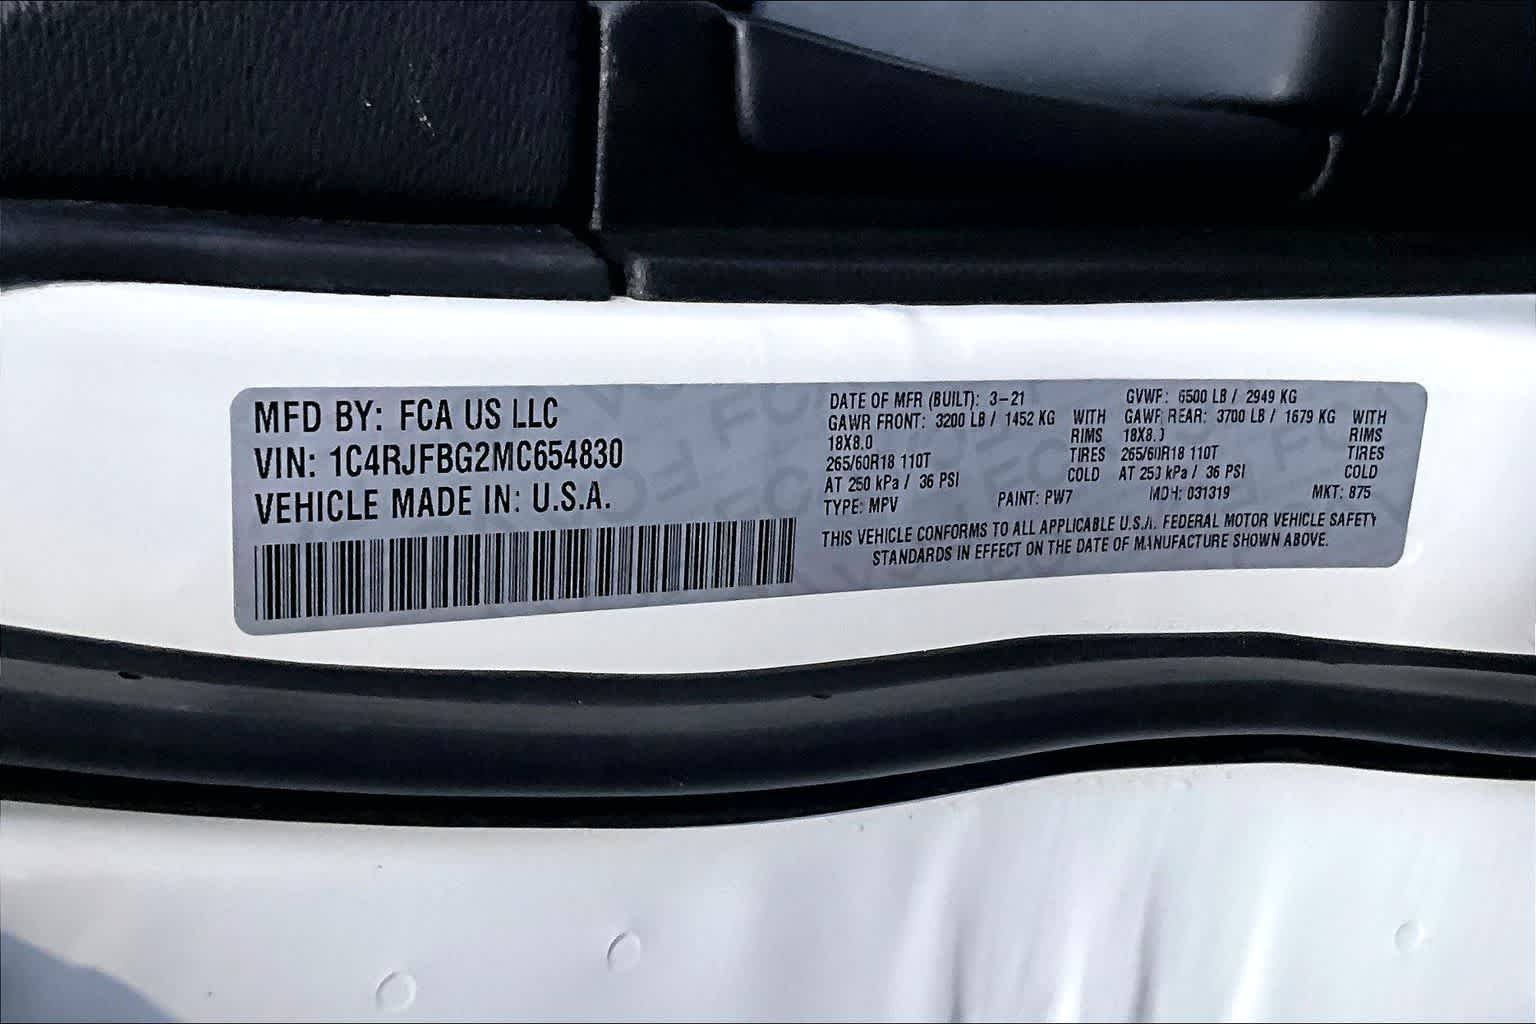 MFD BY: FCA US LLC
VIN: 1C4RJFBG2MC654830
VEHICLE MADE IN: U.S.A.
DATE OF MFR (BUILT): 3-21 GVWF: 6500 LB / 2949 KG
GAWR FRONT: 3200 LB / 1452 KG WITH GAWF REAR: 3700 LB / 1679 KG WITH
18X8.0 RIMS 18X8.0 RIMS
265/60R18 110T TIRES 265/60R18 110T TIRES
AT 250 kPa / 36 PSI COLD AT 250 kPa / 36 PSI COLD
TYPE: MPV PAINT: PW7 MDH: 031319 MKT: 875
THIS VEHICLE CONFORMS TO ALL APPLICABLE U.S.A. FEDERAL MOTOR VEHICLE SAFETY
STANDARDS IN EFFECT ON THE DATE OF MANUFACTURE SHOWN ABOVE.